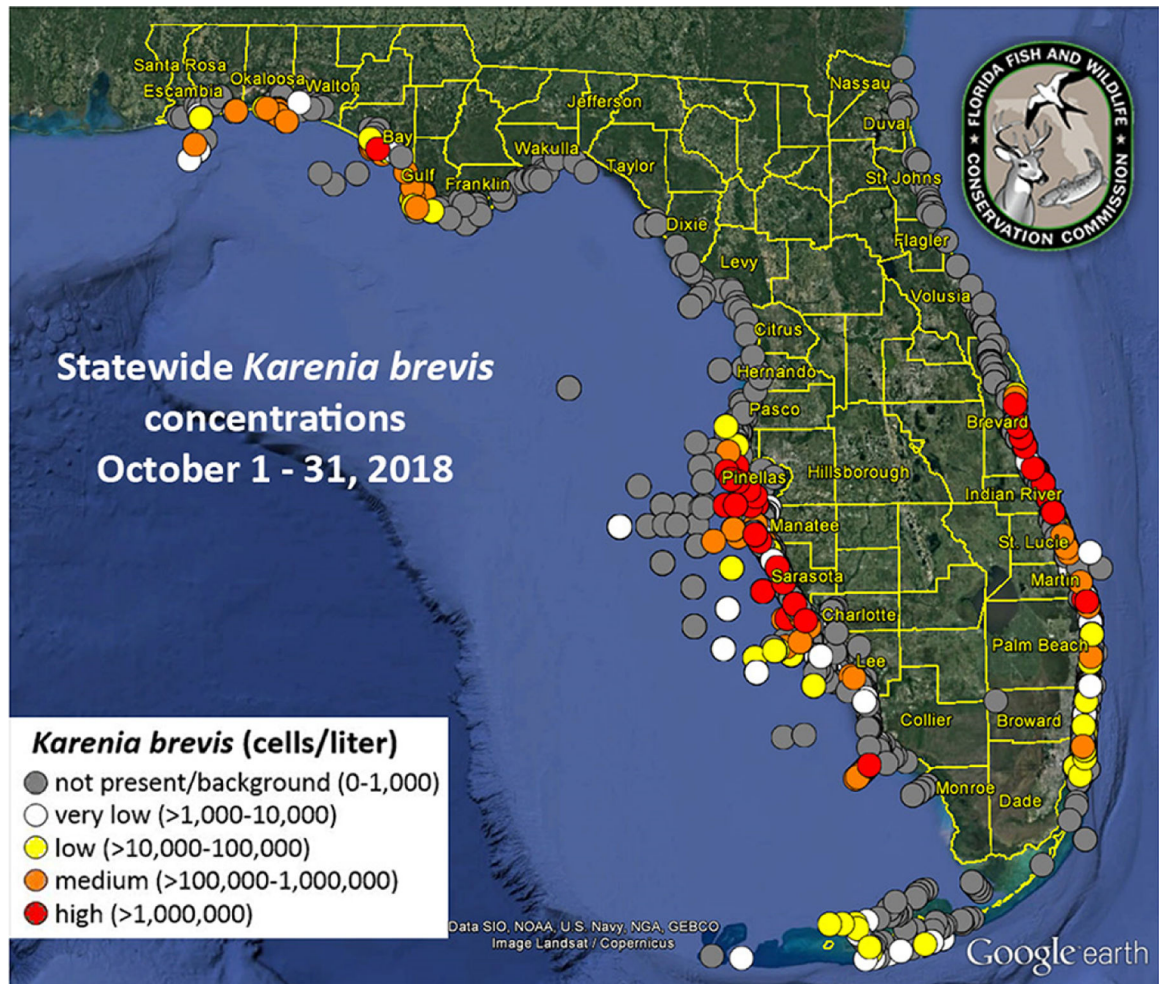 Santa Rosa
Escambia
Okaloosa
Walton
Bay
Gulf
Franklin
Wakulla
Jefferson
Taylor
Dixie
Levy
Citrus
Hernando
Pasco
Pinellas
Hillsborough
Manatee
Sarasota
Charlotte
Lee
Collier
Monroe
Nassau
Duval
St. Johns
Flagler
Volusia
Brevard
Indian River
St. Lucie
Martin
Palm Beach
Broward
Dade
FLORIDA FISH AND WILDLIFE
CONSERVATION COMMISSION
Statewide Karenia brevis
concentrations
October 1 - 31, 2018
Karenia brevis (cells/liter)
not present/background (0-1,000)
very low (>1,000-10,000)
low (>10,000-100,000)
medium (>100,000-1,000,000)
high (>1,000,000)
Data SIO, NOAA, U.S. Navy, NGA, GEBCO
Image Landsat / Copernicus
Google earth